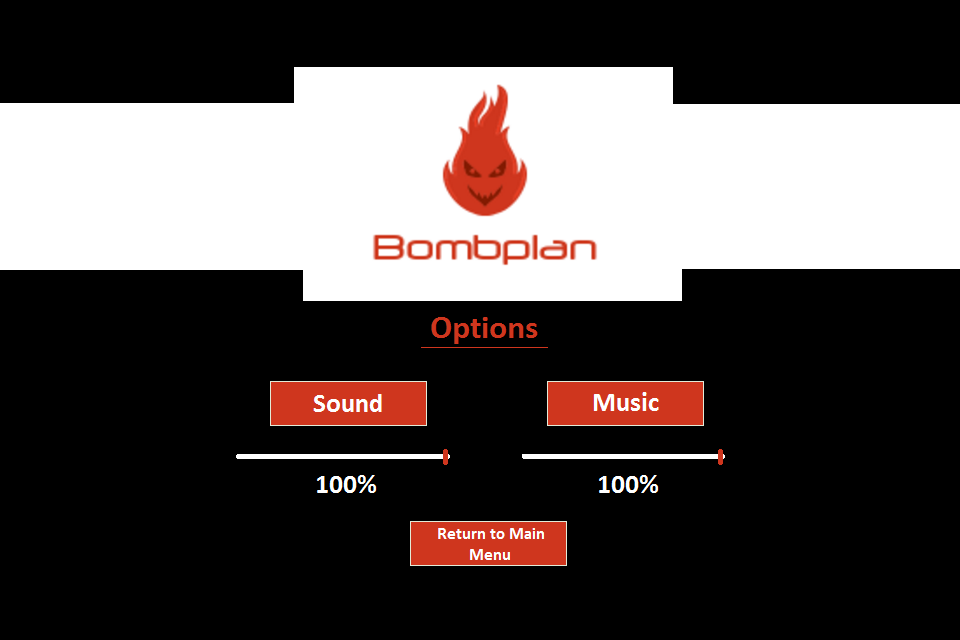 Bombplan
Options
Sound
Music
100%
100%
Return to Main
Menu